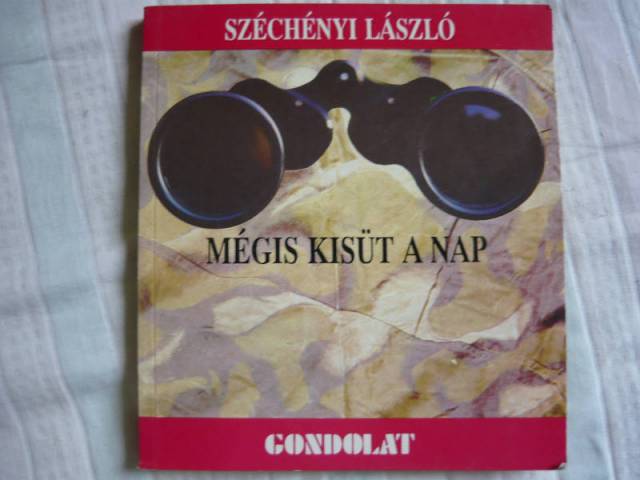 SZÉCHÉNYI LÁSZLÓ
MÉGIS KISÜT A NAP
GONDOLAT